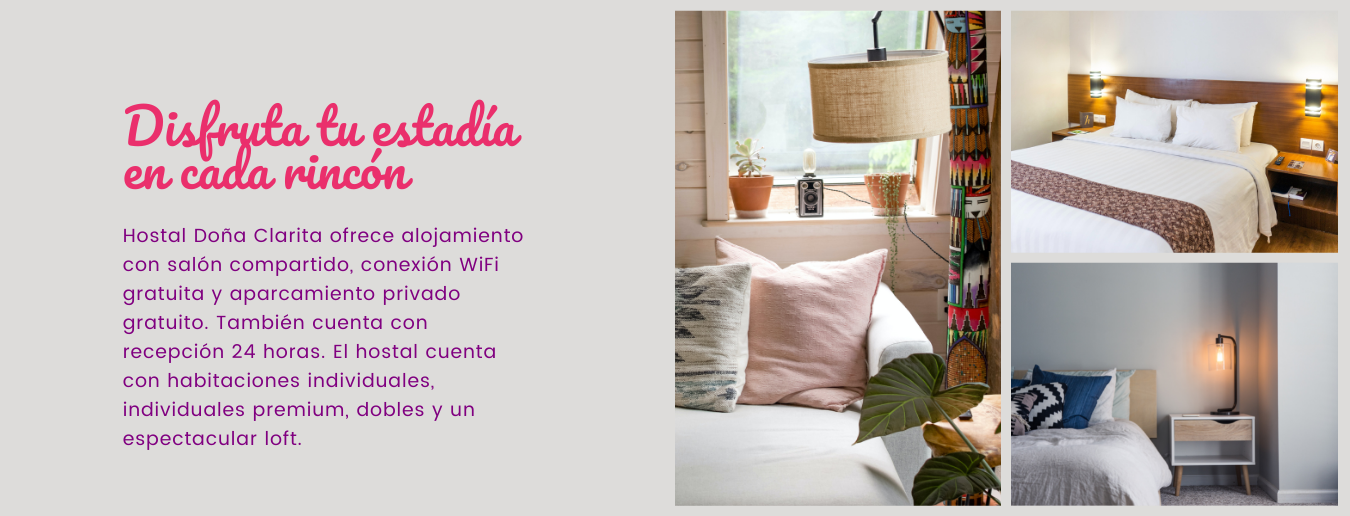 Disfruta tu estadía
en cada rincón
Hostal Doña Clarita ofrece alojamiento
con salón compartido, conexión WiFi
gratuita y aparcamiento privado
gratuito. También cuenta con
recepción 24 horas. El hostal cuenta
con habitaciones individuales,
individuales premium, dobles y un
espectacular loft.